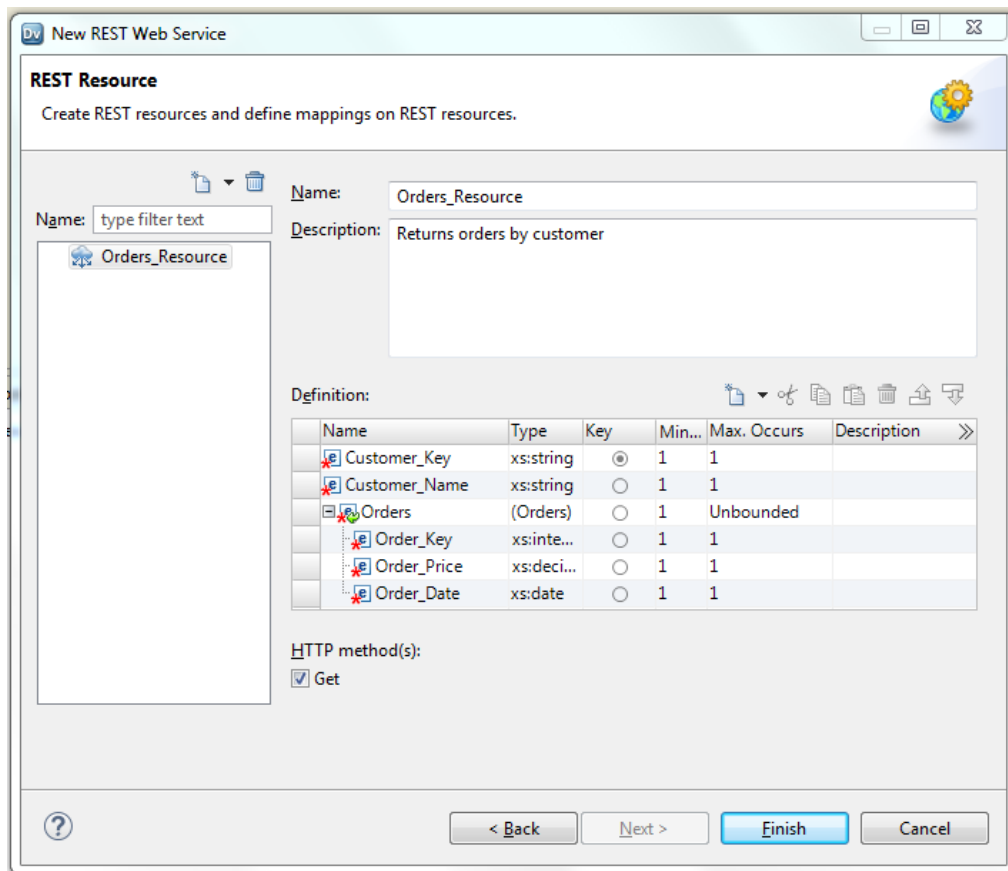 Dv New REST Web Service
REST Resource
Create REST resources and define mappings on REST resources.
Name: type filter text
Orders_Resource
Name: Orders_Resource
Description: Returns orders by customer
Definition:
Name Type Key Min... Max. Occurs Description
e Customer_Key xs:string 1 1
e Customer_Name xs:string 1 1
e Orders (Orders) 1 Unbounded
e Order_Key xs:inte... 1 1
e Order_Price xs:deci... 1 1
e Order_Date xs:date 1 1
HTTP method(s):
Get
? < Back Next > Finish Cancel